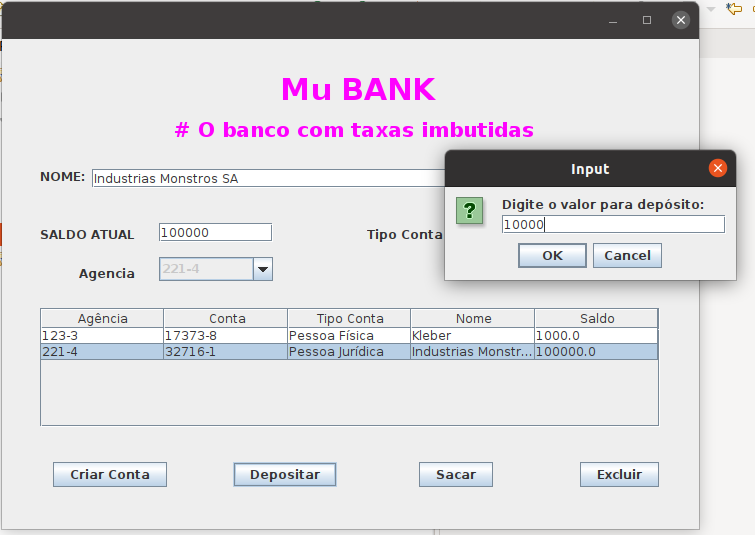 Mu BANK
# O banco com taxas imbutidas
NOME: Industrias Monstros SA
Input
Digite o valor para depósito:
10000
OK Cancel
SALDO ATUAL 100000 Tipo Conta
Agencia 221-4
Agência Conta Tipo Conta Nome Saldo
123-3 17373-8 Pessoa Física Kleber 1000.0
221-4 32716-1 Pessoa Jurídica Industrias Monstr... 100000.0
Criar Conta Depositar Sacar Excluir